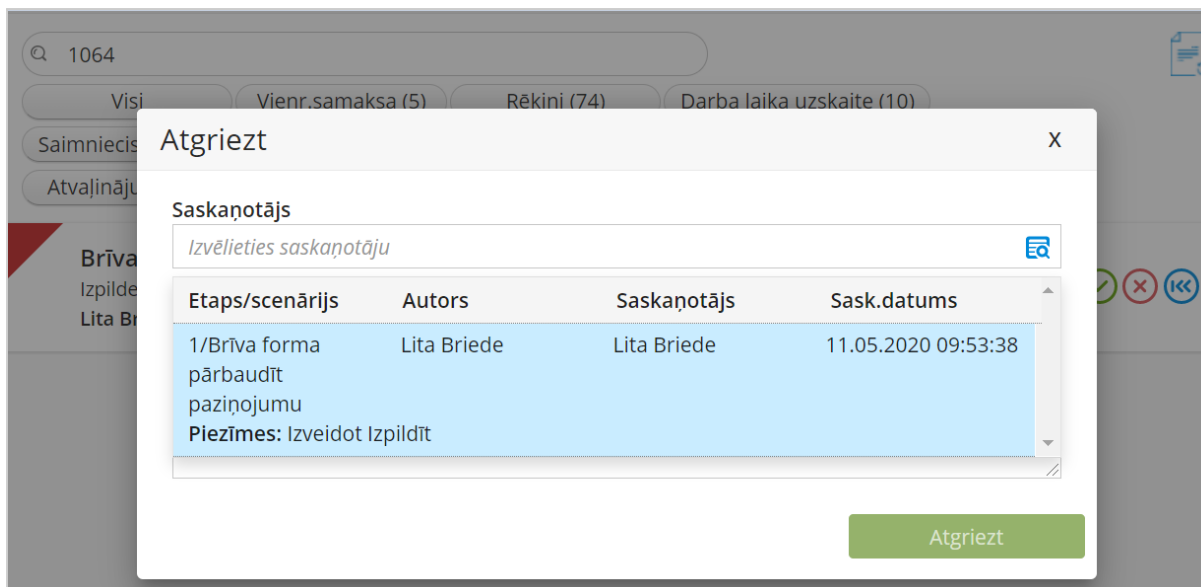 1064
Visi Vienr.samaksa (5) Rēķini (74) Darba laika uzskaite (10)
Saimniecis
Atvaļināju
Atgriezt X
Saskaņotājs
Izvēlieties saskaņotāju
Brīva
Izpilde
Lita Br
Etaps/scenārijs Autors Saskaņotājs Sask.datums
1/Brīva forma Lita Briede Lita Briede 11.05.2020 09:53:38
pārbaudīt
paziņojumu
Piezīmes: Izveidot Izpildīt
Atgriezt